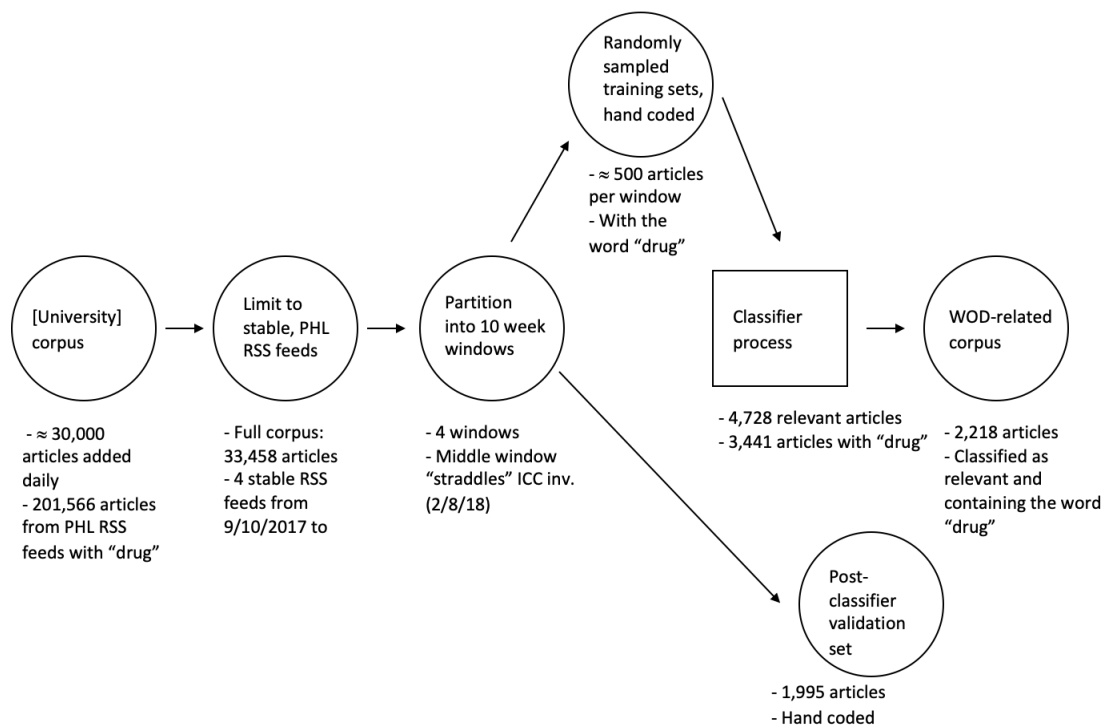 Randomly
sampled
training sets,
hand coded
- ≈ 500 articles
per window
- With the
word “drug”
[University]
corpus
Limit to
stable, PHL
RSS feeds
Partition
into 10 week
windows
Classifier
process
WOD-related
corpus
- ≈ 30,000
articles added
daily
- 201,566 articles
from PHL RSS
feeds with “drug”
- Full corpus:
33,458 articles
- 4 stable RSS
feeds from
9/10/2017 to
- 4 windows
- Middle window
“straddles” ICC inv.
(2/8/18)
- 4,728 relevant articles
- 3,441 articles with “drug”
- 2,218 articles
- Classified as
relevant and
containing the word
“drug”
Post-
classifier
validation
set
- 1,995 articles
- Hand coded